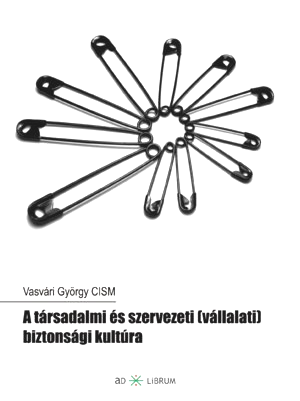 Vasvári György CISM
A társadalmi és szervezeti (vállalati)
biztonsági kultúra
AD LIBRUM